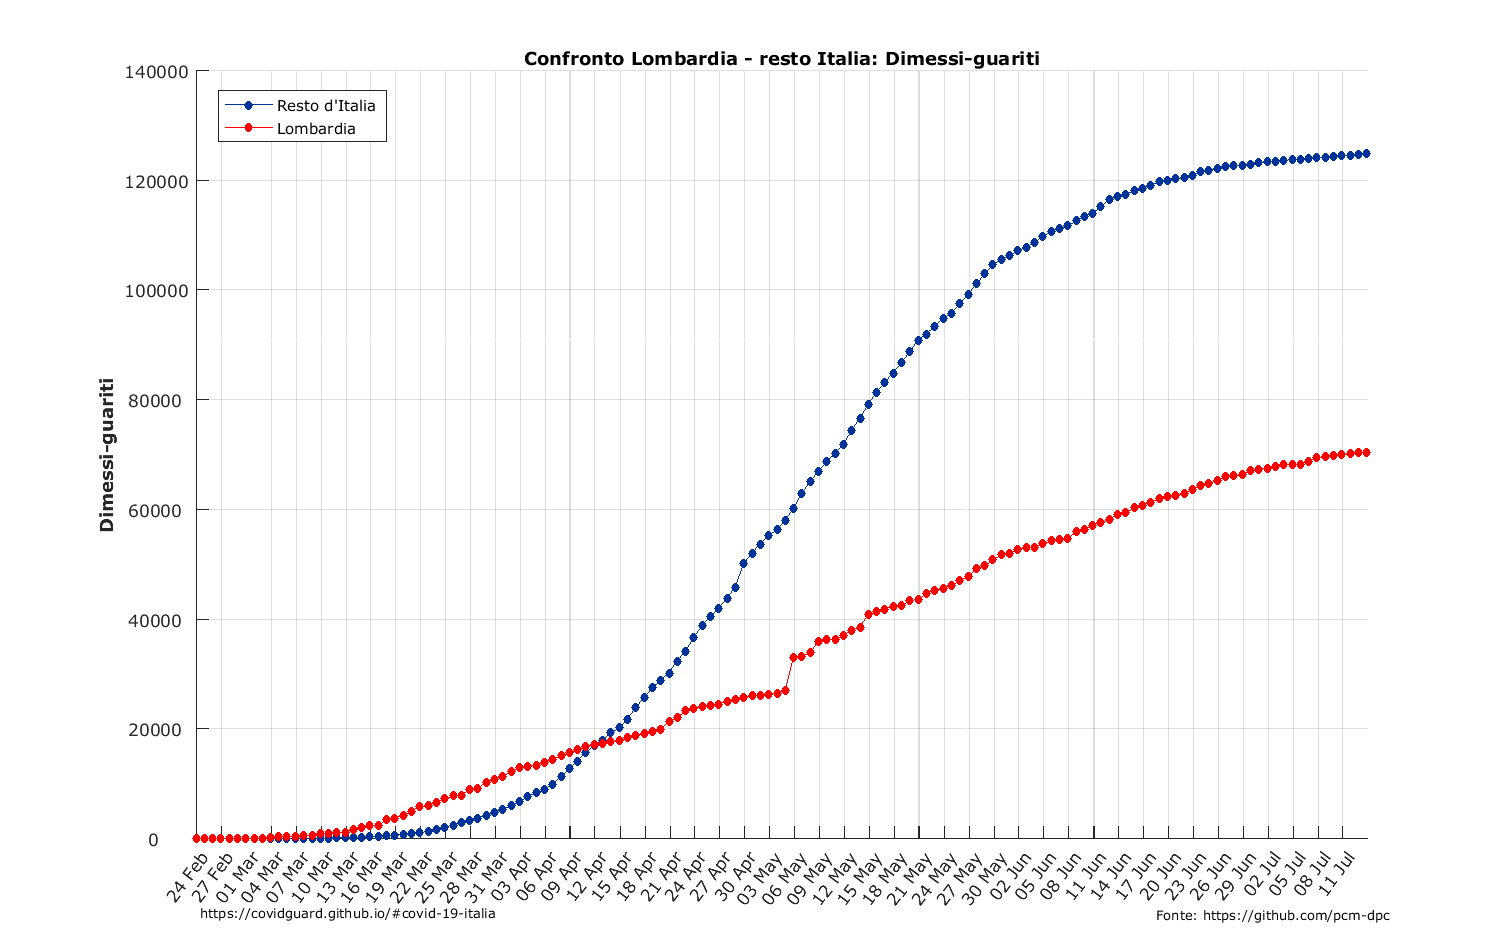 Confronto Lombardia - resto Italia: Dimessi-guariti
140000
120000
100000
80000
60000
40000
20000
0
Dimessi-guariti
Resto d'Italia
Lombardia
24 Feb
27 Feb
01 Mar
04 Mar
07 Mar
10 Mar
13 Mar
16 Mar
19 Mar
22 Mar
25 Mar
28 Mar
31 Mar
03 Apr
06 Apr
09 Apr
12 Apr
15 Apr
18 Apr
21 Apr
24 Apr
27 Apr
30 Apr
03 May
06 May
09 May
12 May
15 May
18 May
21 May
24 May
27 May
30 May
02 Jun
05 Jun
08 Jun
11 Jun
14 Jun
17 Jun
20 Jun
23 Jun
26 Jun
29 Jun
02 Jul
05 Jul
08 Jul
11 Jul
https://covidguard.github.io/#covid-19-italia
Fonte: https://github.com/pcm-dpc